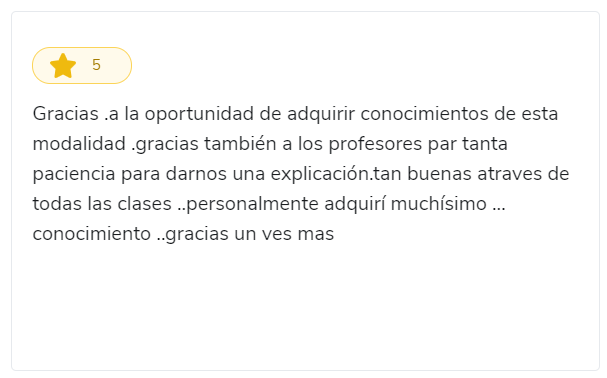 5
Gracias .a la oportunidad de adquirir conocimientos de esta
modalidad .gracias también a los profesores par tanta
paciencia para darnos una explicación.tan buenas atraves de
todas las clases ..personalmente adquirí muchísimo ...
conocimiento ..gracias un ves mas